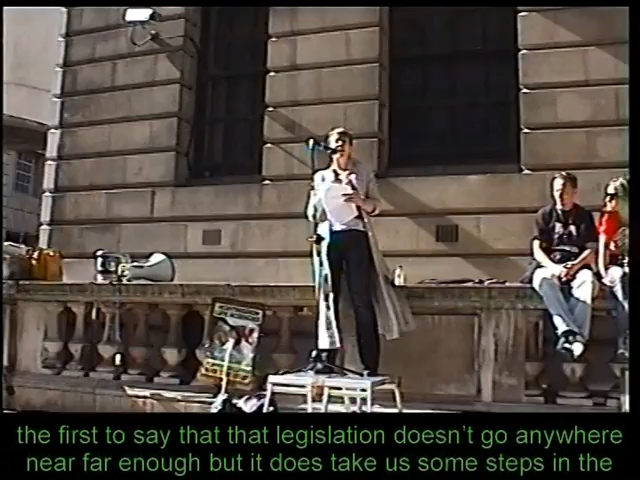 the first to say that that legislation doesn't go anywhere
near far enough but it does take us some steps in the